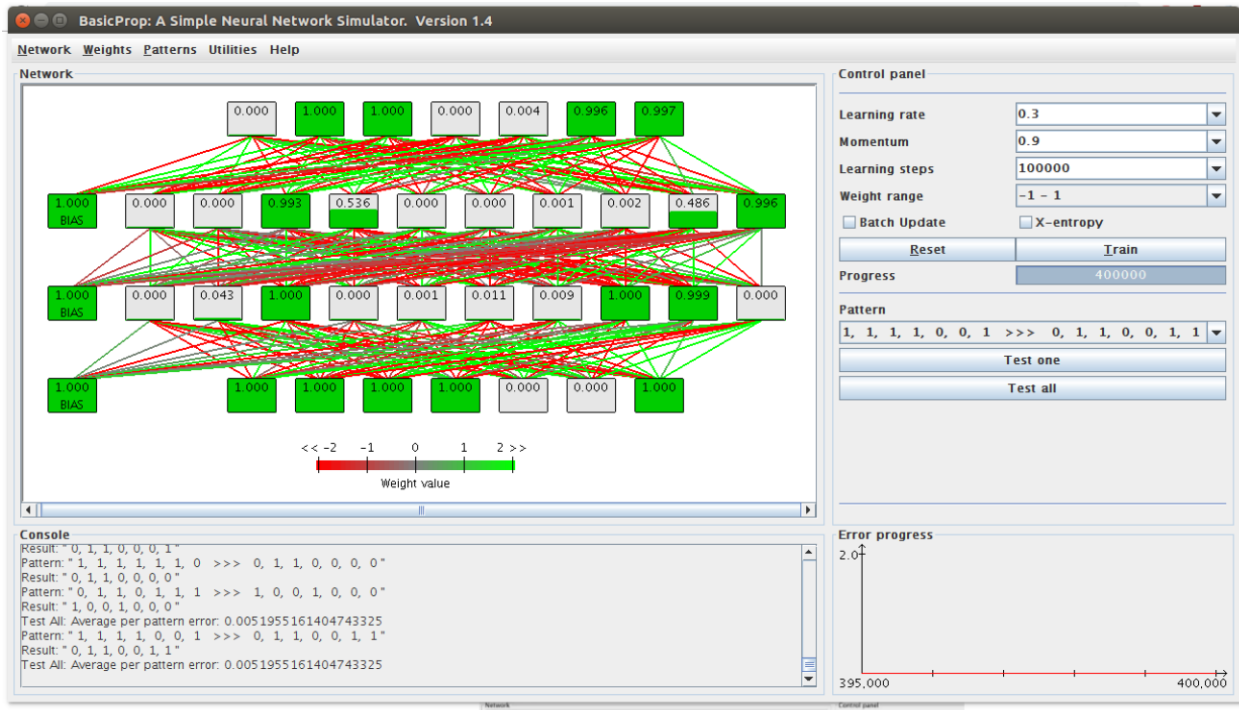 BasicProp: A Simple Neural Network Simulator. Version 1.4
Network Weights Patterns Utilities Help
Network
0.000 1.000 1.000 0.000 0.004 0.996 0.997
1.000 0.000 0.000 0.993 0.536 0.000 0.000 0.001 0.002 0.486 0.996
BIAS
1.000 0.000 0.043 1.000 0.000 0.001 0.011 0.009 1.000 0.999 0.000
BIAS
1.000 1.000 1.000 1.000 1.000 0.000 0.000 1.000
BIAS
<< -2 -1 0 1 2 >>
Weight value
Control panel
Learning rate 0.3
Momentum 0.9
Learning steps 100000
Weight range -1 - 1
Batch Update X-entropy
Reset Train
Progress 400000
Pattern
1, 1, 1, 1, 0, 0, 1 >>> 0, 1, 1, 0, 0, 1, 1
Test one
Test all
Console
Result: " 0, 1, 1, 0, 0, 0, 1 "
Pattern: " 1, 1, 1, 1, 1, 1, 0 >>> 0, 1, 1, 0, 0, 0, 0 "
Result: " 0, 1, 1, 0, 0, 0, 0 "
Pattern: " 0, 1, 1, 0, 1, 1, 1 >>> 1, 0, 0, 1, 0, 0, 0 "
Result: " 1, 0, 0, 1, 0, 0, 0 "
Test All: Average per pattern error: 0.0051955161404743325
Pattern: " 1, 1, 1, 1, 0, 0, 1 >>> 0, 1, 1, 0, 0, 1, 1 "
Result: " 0, 1, 1, 0, 0, 1, 1 "
Test All: Average per pattern error: 0.0051955161404743325
Error progress
2.0
395,000 400,000
Network Control panel